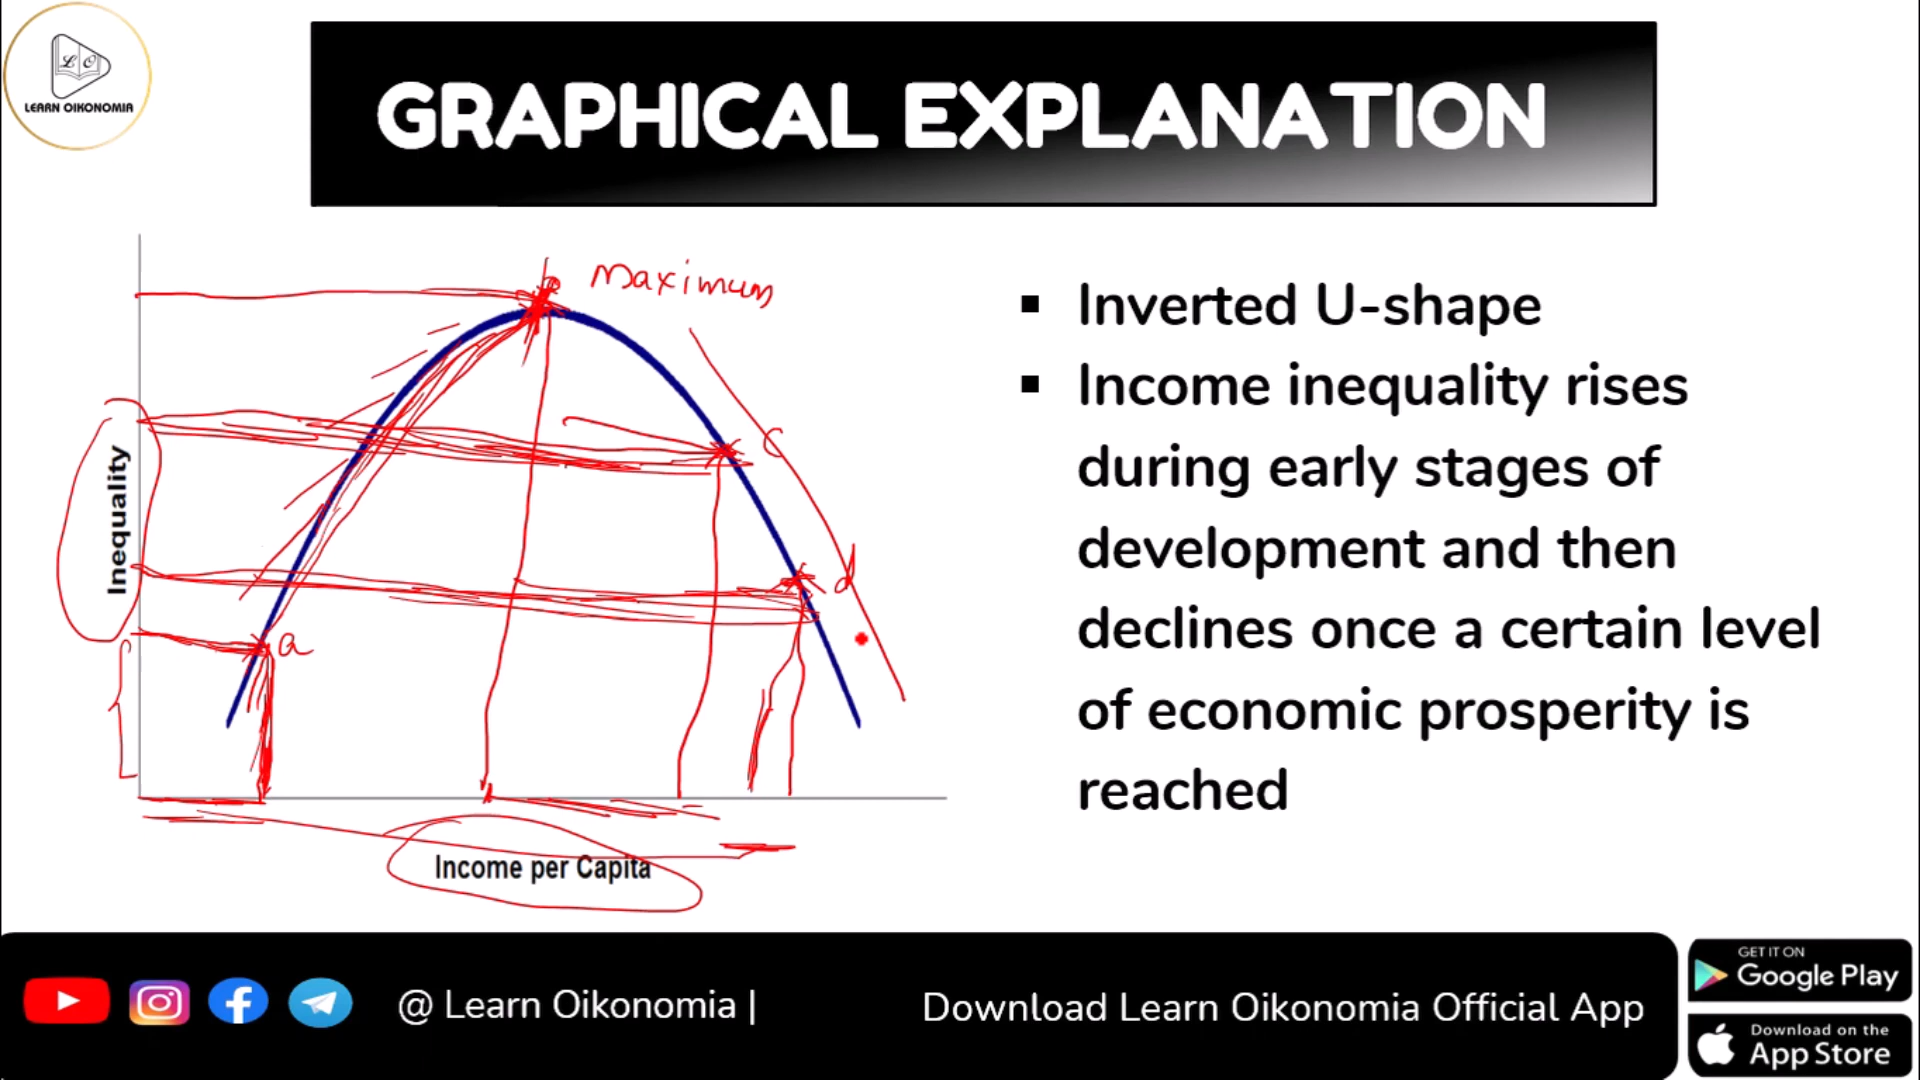 LO
LEARN OIKONOMIA
GRAPHICAL EXPLANATION
Maximum
Inequality
a
c
d
Income per Capita
▪ Inverted U-shape
▪ Income inequality rises
during early stages of
development and then
declines once a certain level
of economic prosperity is
reached
@ Learn Oikonomia |
Download Learn Oikonomia Official App
GET IT ON
Google Play
Download on the
App Store